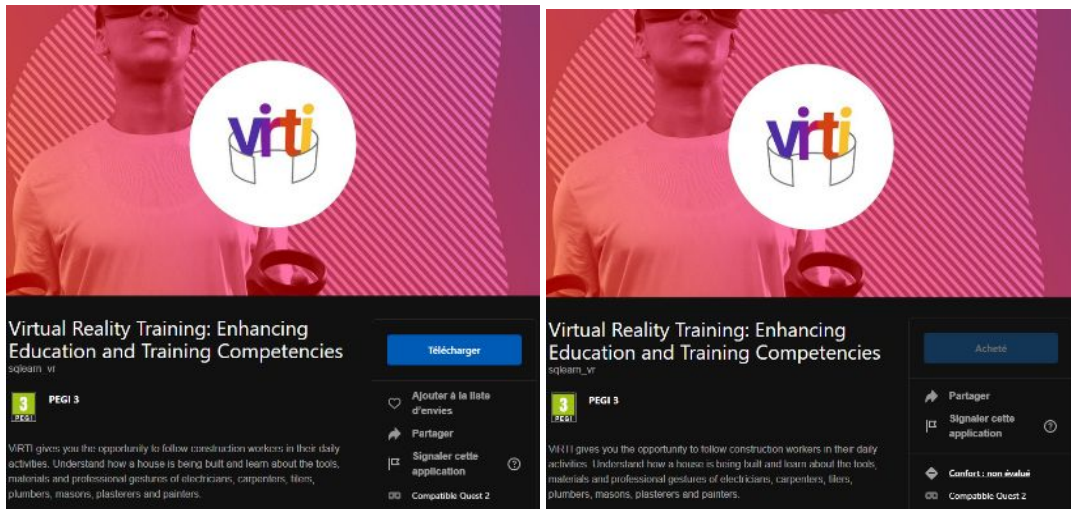 virti
Virtual Reality Training: Enhancing
Education and Training Competencies
sqlearn_vr
3
PEGI
PEGI 3
ViRTI gives you the opportunity to follow construction workers in their daily
activities. Understand how a house is being built and learn about the tools,
materials and professional gestures of electricians, carpenters, tilers,
plumbers, masons, plasterers and painters.
Télécharger
Ajouter à la liste
d'envies
Partager
Signaler cette
application
?
Compatible Quest 2
virti
Virtual Reality Training: Enhancing
Education and Training Competencies
sqlearn_vr
3
PEGI
PEGI 3
ViRTI gives you the opportunity to follow construction workers in their daily
activities. Understand how a house is being built and learn about the tools,
materials and professional gestures of electricians, carpenters, tilers,
plumbers, masons, plasterers and painters.
Acheté
Partager
Signaler cette
application
?
Confort : non évalué
Compatible Quest 2